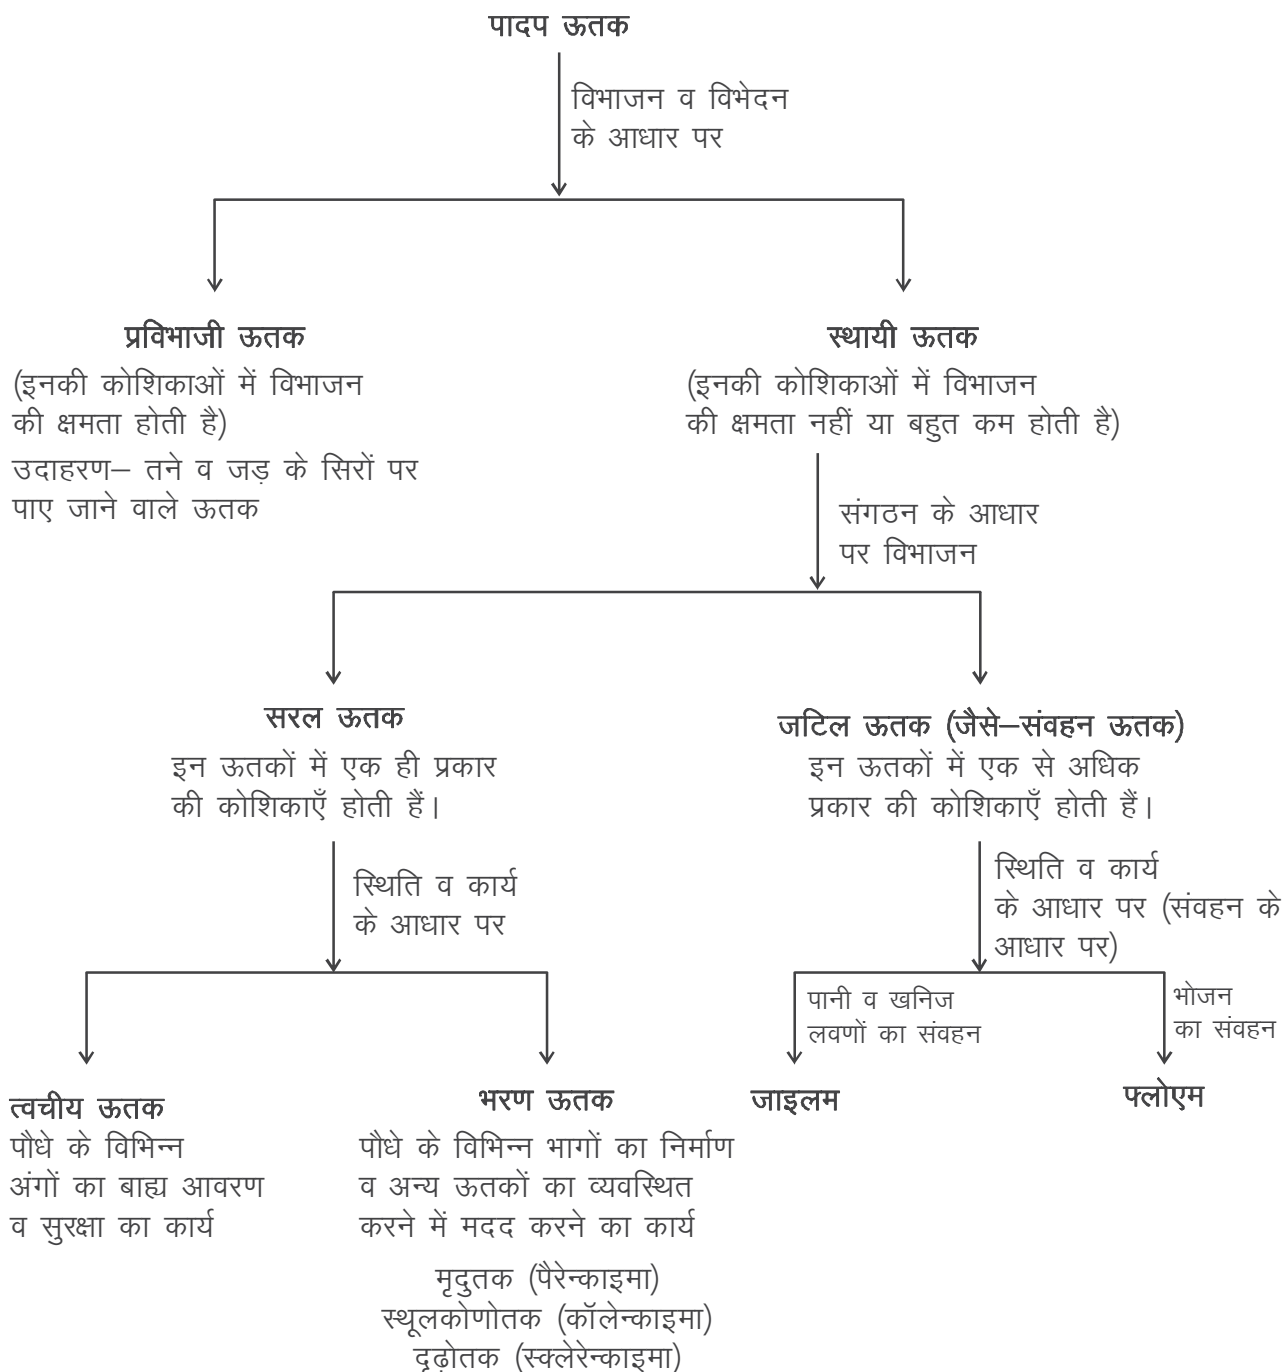 पादप ऊतक
विभाजन व विभेदन
के आधार पर
प्रविभाजी ऊतक
(इनकी कोशिकाओं में विभाजन
की क्षमता होती है)
उदाहरण– तने व जड़ के सिरों पर
पाए जाने वाले ऊतक
स्थायी ऊतक
(इनकी कोशिकाओं में विभाजन
की क्षमता नहीं या बहुत कम होती है)
संगठन के आधार
पर विभाजन
सरल ऊतक
इन ऊतकों में एक ही प्रकार
की कोशिकाएँ होती हैं।
जटिल ऊतक (जैसे–संवहन ऊतक)
इन ऊतकों में एक से अधिक
प्रकार की कोशिकाएँ होती हैं।
स्थिति व कार्य
के आधार पर
स्थिति व कार्य
के आधार पर (संवहन के
आधार पर)
पानी व खनिज
लवणों का संवहन
भोजन
का संवहन
त्वचीय ऊतक
पौधे के विभिन्न
अंगों का बाह्य आवरण
व सुरक्षा का कार्य
भरण ऊतक
पौधे के विभिन्न भागों का निर्माण
व अन्य ऊतकों का व्यवस्थित
करने में मदद करने का कार्य
मृदुतक (पैरेन्काइमा)
स्थूलकोणोतक (कॉलेन्काइमा)
दृढ़ोतक (स्क्लेरेन्काइमा)
जाइलम
फ्लोएम